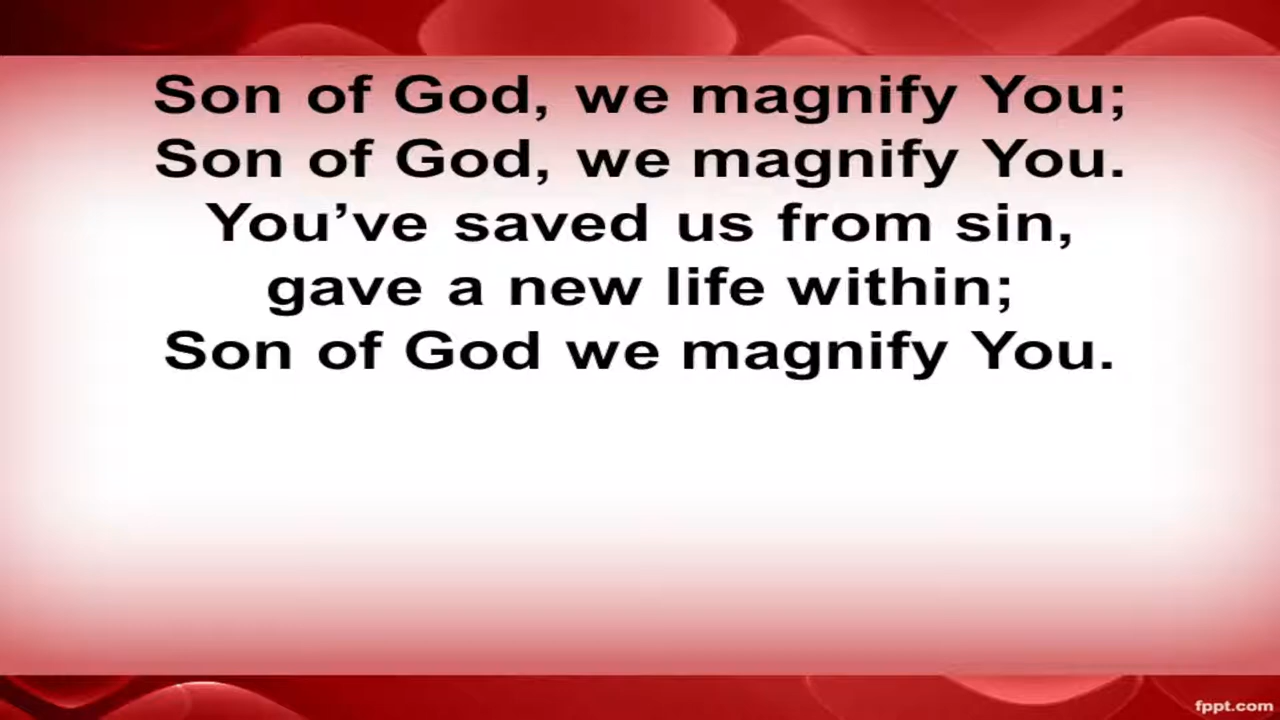 Son of God, we magnify You;
Son of God, we magnify You.
You’ve saved us from sin,
gave a new life within;
Son of God we magnify You.
fppt.com